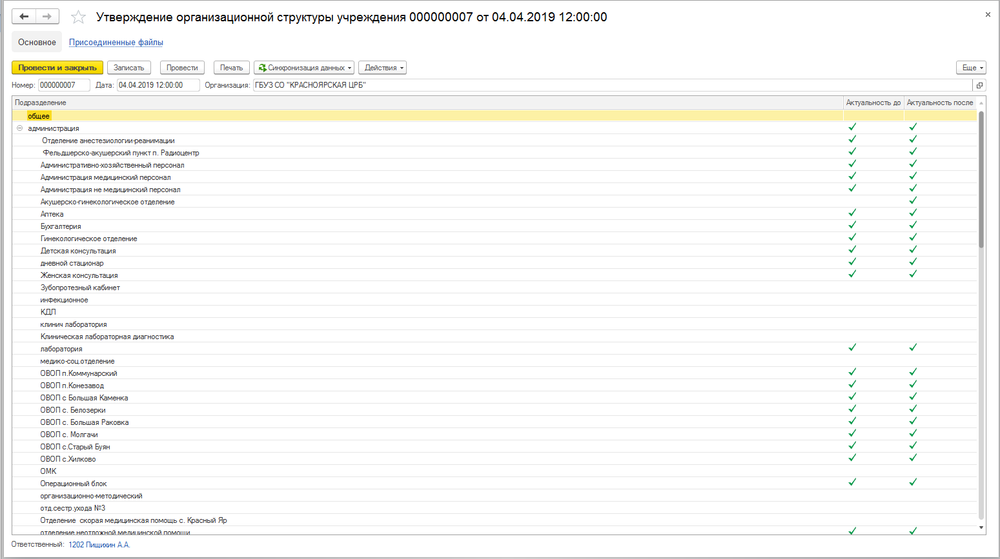 Утверждение организационной структуры учреждения 000000007 от 04.04.2019 12:00:00
Основное Присоединенные файлы
Провести и закрыть Записать Провести Печать Синхронизация данных Действия Еще
Номер: 000000007 Дата: 04.04.2019 12:00:00 Организация: ГБУЗ СО "КРАСНОЯРСКАЯ ЦРБ"
Подразделение Актуальность до Актуальность после
общее
администрация
Отделение анестезиологии-реанимации
Фельдшерско-акушерский пункт п. Радиоцентр
Административно-хозяйственный персонал
Администрация медицинский персонал
Администрация не медицинский персонал
Акушерско-гинекологическое отделение
Аптека
Бухгалтерия
Гинекологическое отделение
Детская консультация
дневной стационар
Женская консультация
Зубопротезный кабинет
инфекционное
КДЛ
клинич лаборатория
Клиническая лабораторная диагностика
лаборатория
медико-соц.отделение
ОВОП п.Коммунарский
ОВОП п.Конезавод
ОВОП с Большая Каменка
ОВОП с. Белозерки
ОВОП с. Большая Раковка
ОВОП с. Молгачи
ОВОП с.Старый Буян
ОВОП с.Хилково
ОМК
Операционный блок
организационно-методический
отд.сестр.ухода №3
Отделение скорая медицинская помощь с. Красный Яр
отделение неотложной медицинской помощи
Ответственный: 1202 Пищихин А.А.